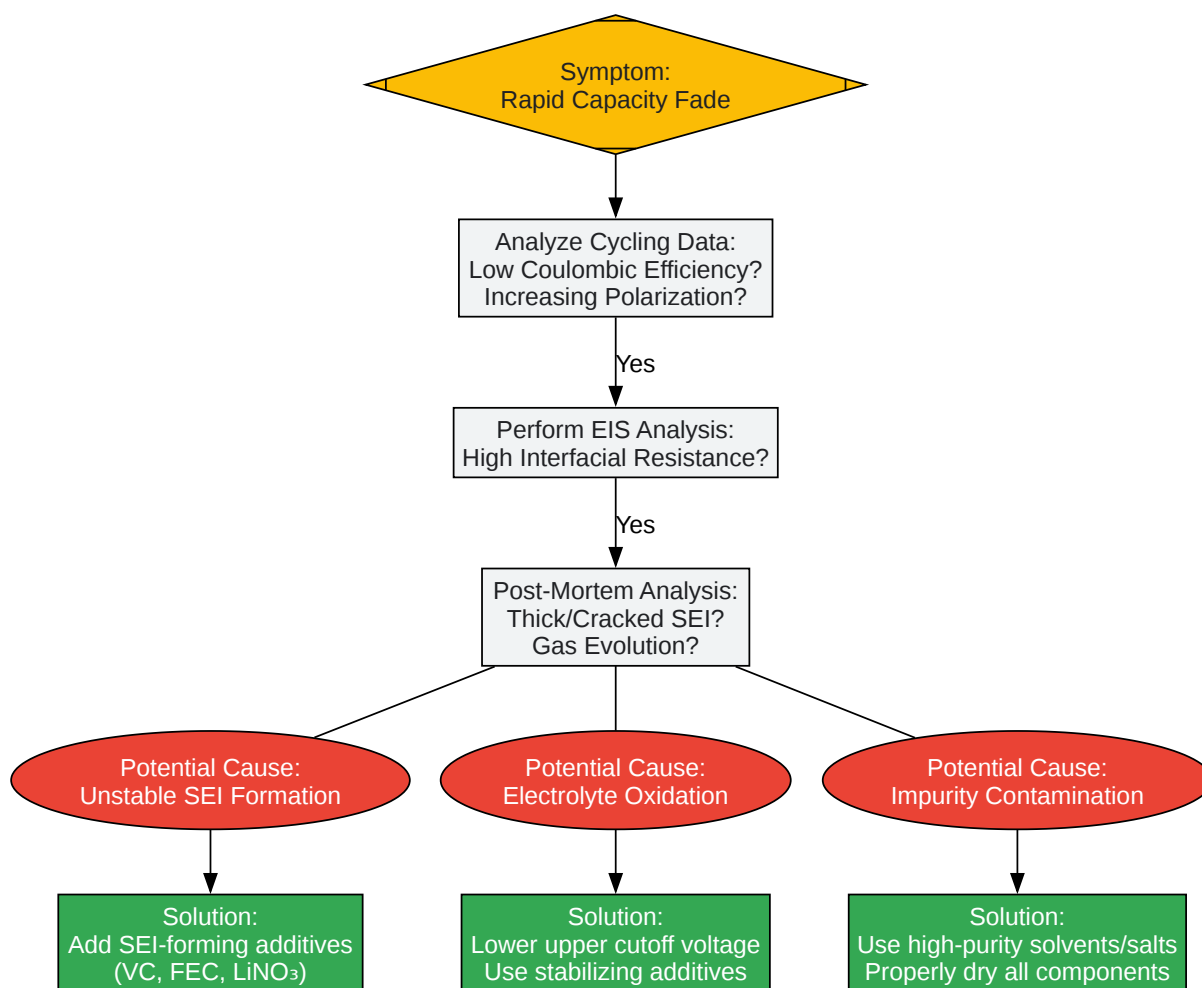 Symptom:
Rapid Capacity Fade
Analyze Cycling Data:
Low Coulombic Efficiency?
Increasing Polarization?
Yes
Perform EIS Analysis:
High Interfacial Resistance?
Yes
Post-Mortem Analysis:
Thick/Cracked SEI?
Gas Evolution?
Potential Cause:
Unstable SEI Formation
Potential Cause:
Electrolyte Oxidation
Potential Cause:
Impurity Contamination
Solution:
Add SEI-forming additives
(VC, FEC, LiNO₃)
Solution:
Lower upper cutoff voltage
Use stabilizing additives
Solution:
Use high-purity solvents/salts
Properly dry all components